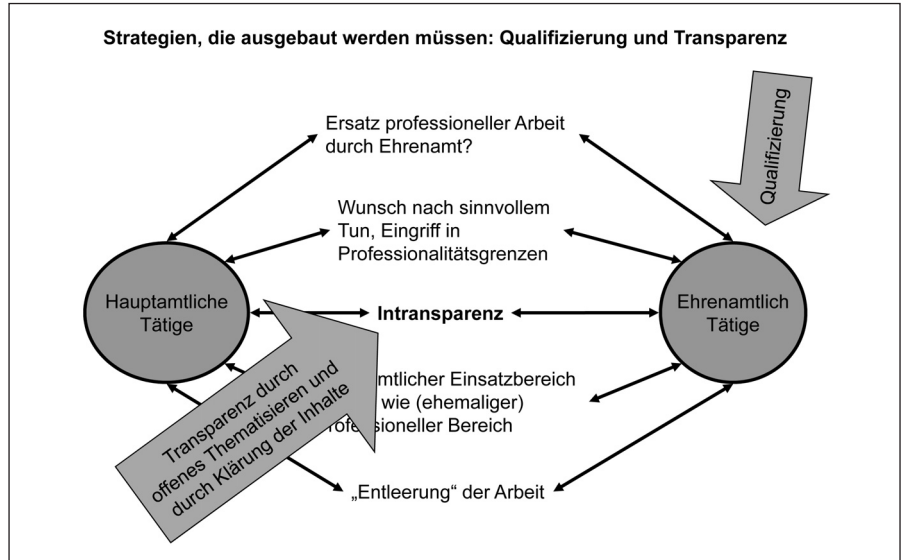 Strategien, die ausgebaut werden müssen: Qualifizierung und Transparenz
Qualifizierung
Ersatz professioneller Arbeit
durch Ehrenamt?
Wunsch nach sinnvollem
Tun, Eingriff in
Professionalitätsgrenzen
Hauptamtliche
Tätige
Intransparenz
Ehrenamtlich
Tätige
Transparenz durch
offenes Thematisieren und
durch Klärung der Inhalte
mtlicher Einsatzbereich
wie (ehemaliger)
rofessioneller Bereich
„Entleerung“ der Arbeit